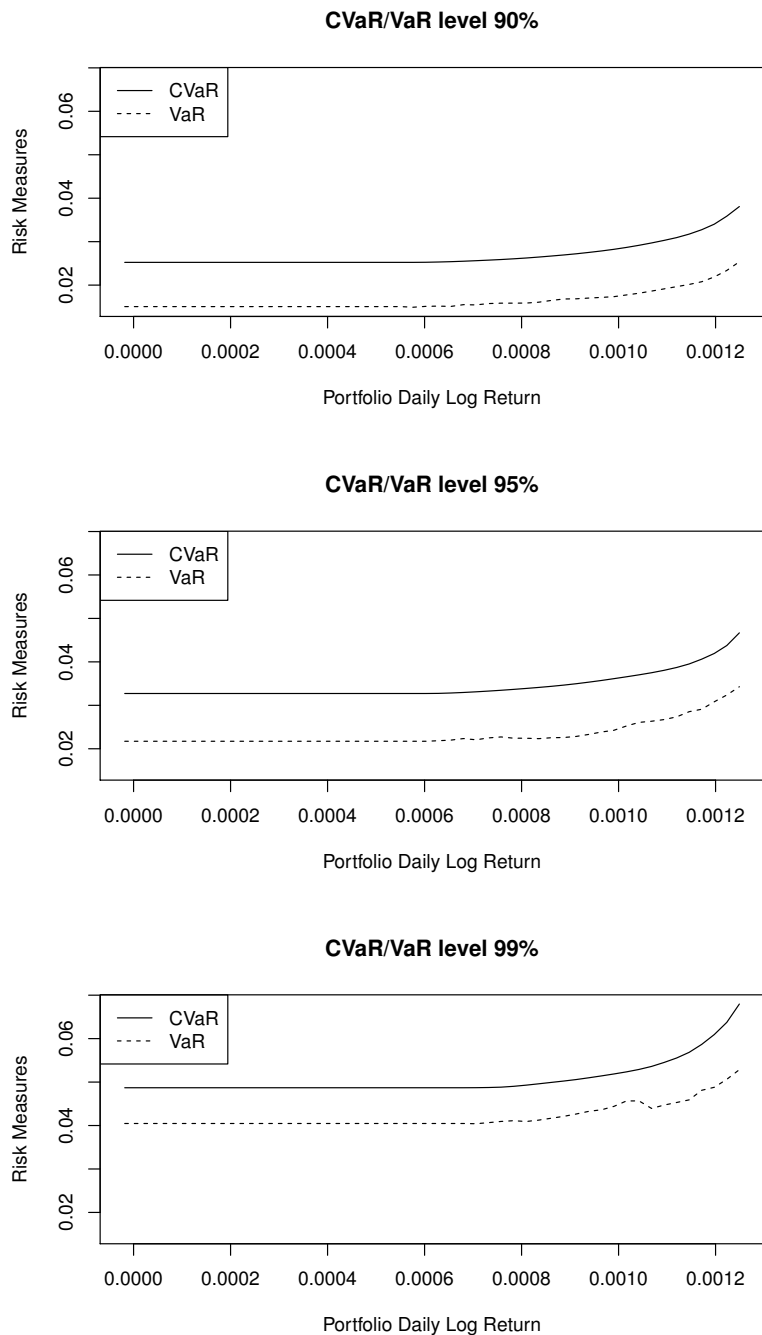 CVaR/VaR level 90%
CVaR
VaR
Risk Measures
0.02 0.04 0.06
0.0000 0.0002 0.0004 0.0006 0.0008 0.0010 0.0012
Portfolio Daily Log Return
CVaR/VaR level 95%
CVaR
VaR
Risk Measures
0.02 0.04 0.06
0.0000 0.0002 0.0004 0.0006 0.0008 0.0010 0.0012
Portfolio Daily Log Return
CVaR/VaR level 99%
CVaR
VaR
Risk Measures
0.02 0.04 0.06
0.0000 0.0002 0.0004 0.0006 0.0008 0.0010 0.0012
Portfolio Daily Log Return